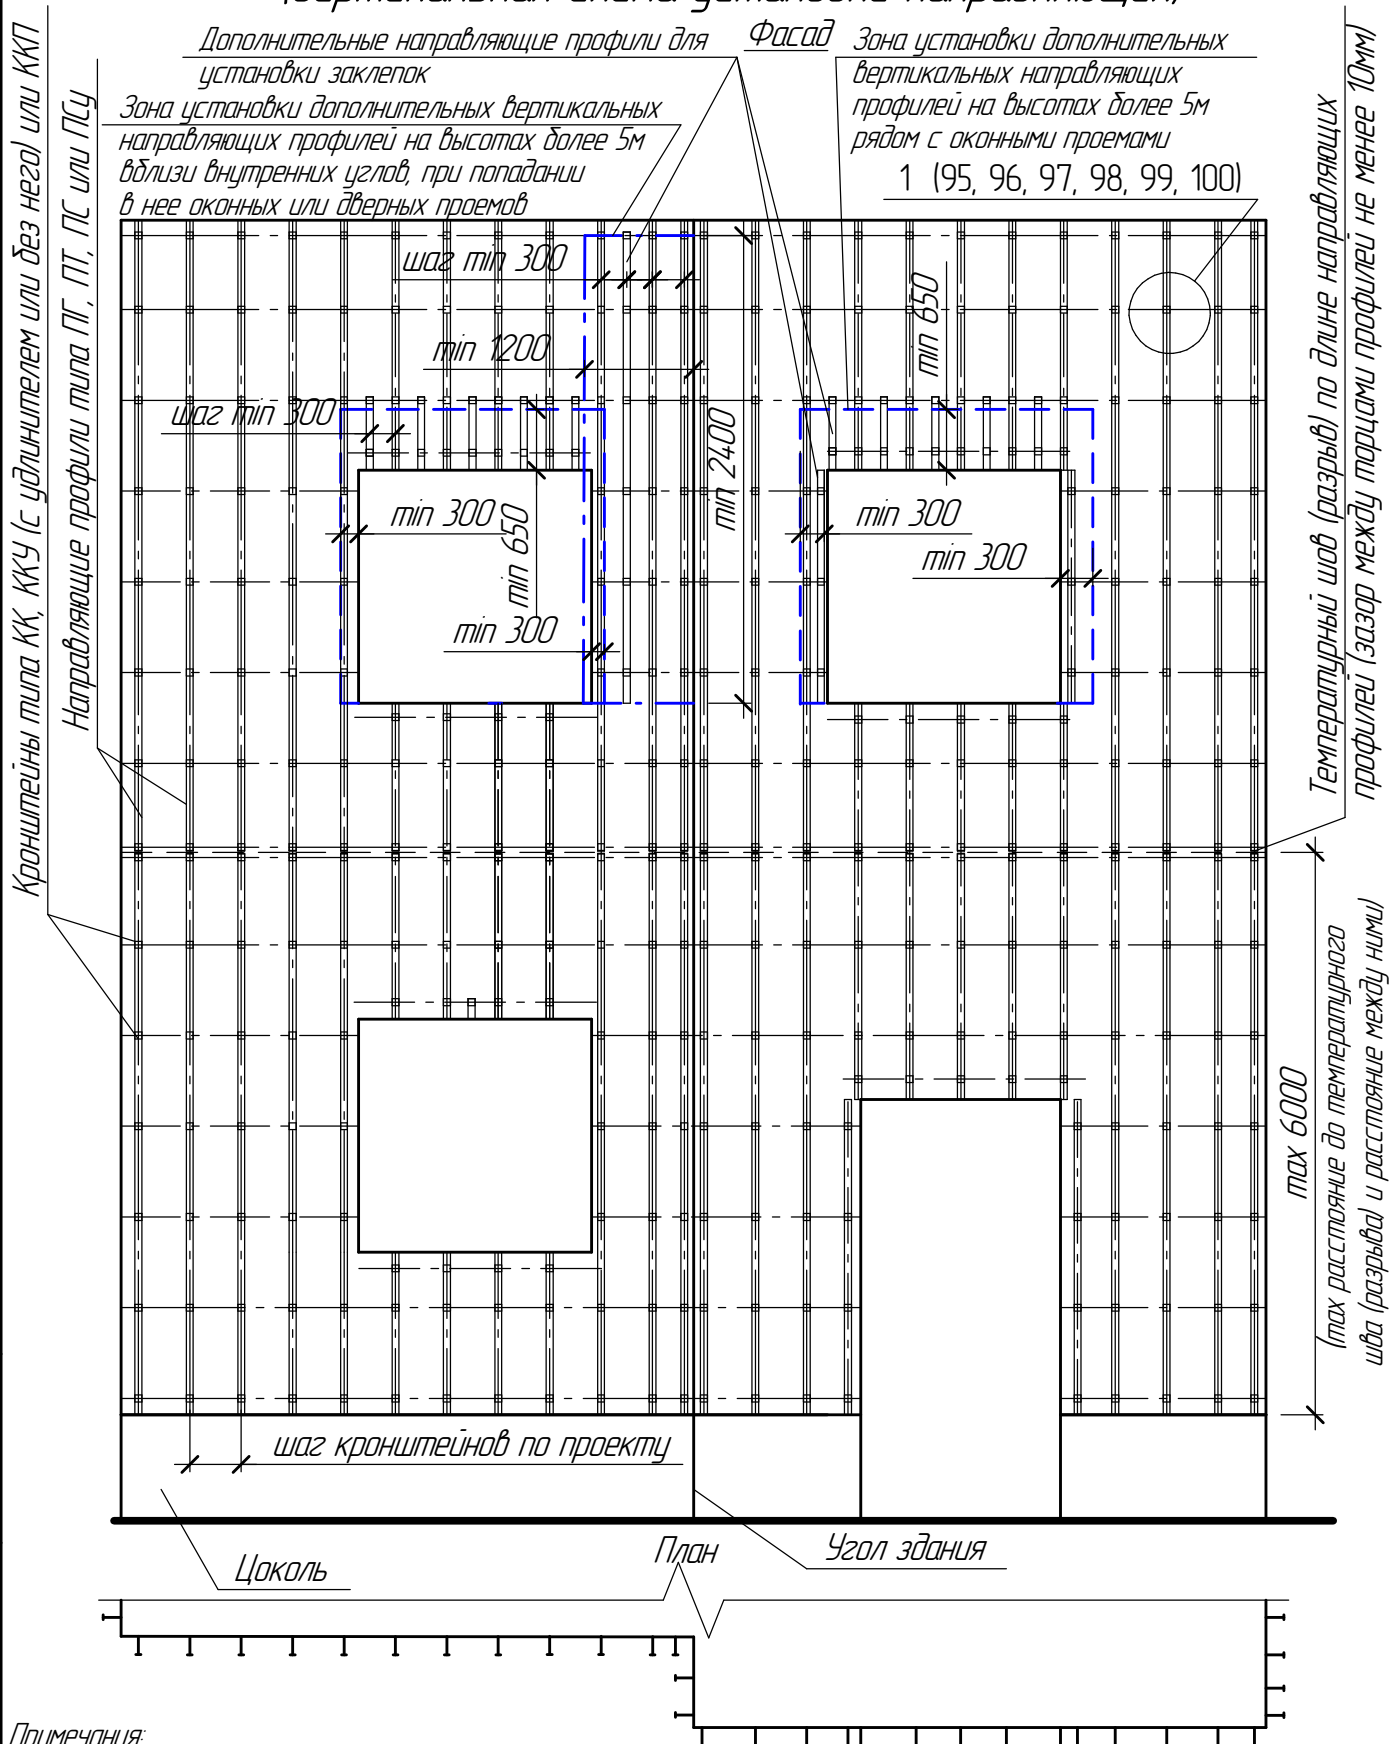 (вертикальная схема установки направляющей)
Фасад
Дополнительные направляющие профили для
установки заклепок
Зона установки дополнительных вертикальных
направляющих профилей на высотах более 5м
вблизи внутренних углов, при попадании
в нее оконных или дверных проемов
Зона установки дополнительных
вертикальных направляющих
профилей на высотах более 5м
рядом с оконными проемами
1 (95, 96, 97, 98, 99, 100)
Кронштейны типа КК, ККУ (с удлинителем или без него) или ККП
Направляющие профили типа ПГ, ПТ, ПС или ПСу
Температурный шов (разрыв) по длине направляющих
профилей (зазор между торцами профилей не менее 10мм)
шаг min 300
min 1200
min 650
шаг min 300
min 2400
min 300
min 650
min 300
min 300
min 300
max 6000
(max расстояние до температурного
шва (разрыва) и расстояние между ними)
шаг кронштейнов по проекту
Цоколь
План
Угол здания
Примечания: